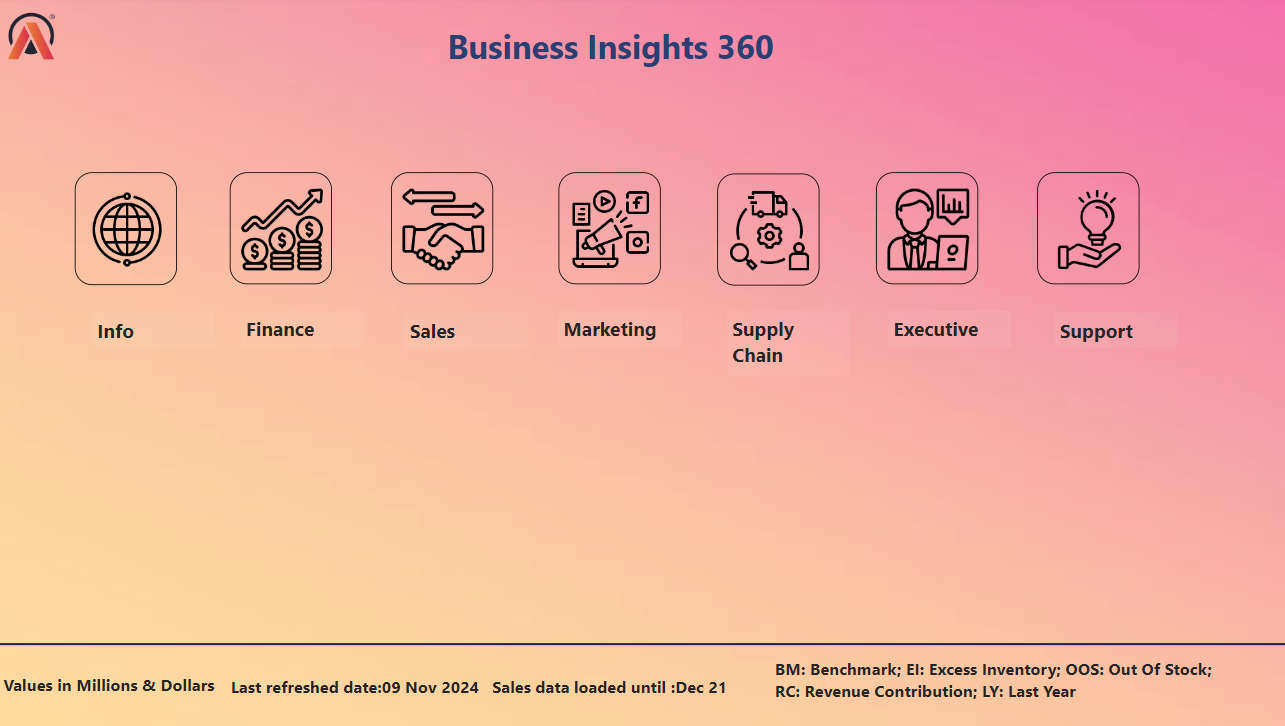 Business Insights 360
Info
Finance
Sales
Marketing
Supply
Chain
Executive
Support
Values in Millions & Dollars
Last refreshed date:09 Nov 2024
Sales data loaded until :Dec 21
BM: Benchmark; EI: Excess Inventory; OOS: Out Of Stock;
RC: Revenue Contribution; LY: Last Year